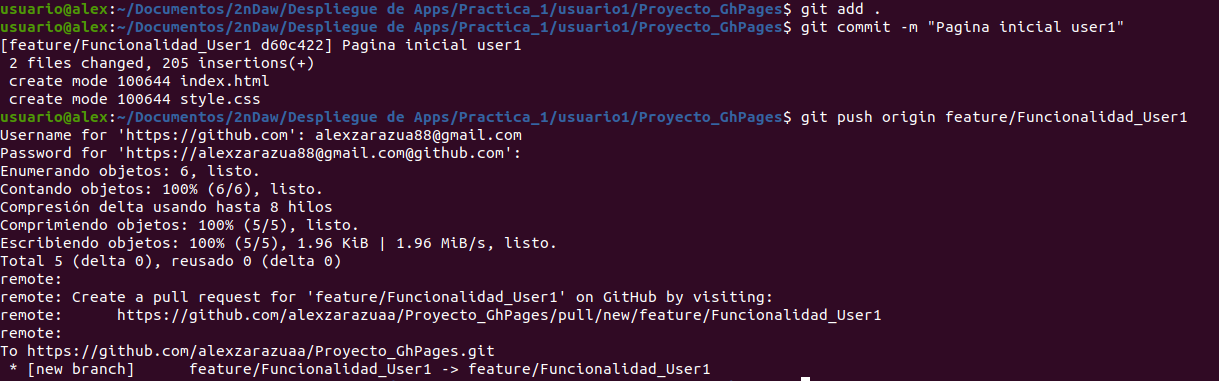 usuario@alex:~/Documentos/2nDaw/Despliegue de Apps/Practica_1/usuario1/Proyecto_GhPages$ git add .
usuario@alex:~/Documentos/2nDaw/Despliegue de Apps/Practica_1/usuario1/Proyecto_GhPages$ git commit -m "Pagina inicial user1"
[feature/Funcionalidad_User1 d60c422] Pagina inicial user1
 2 files changed, 205 insertions(+)
 create mode 100644 index.html
 create mode 100644 style.css
usuario@alex:~/Documentos/2nDaw/Despliegue de Apps/Practica_1/usuario1/Proyecto_GhPages$ git push origin feature/Funcionalidad_User1
Username for 'https://github.com': alexzarazua88@gmail.com
Password for 'https://alexzarazua88@gmail.com@github.com':
Enumerando objetos: 6, listo.
Contando objetos: 100% (6/6), listo.
Compresión delta usando hasta 8 hilos
Comprimiendo objetos: 100% (5/5), listo.
Escribiendo objetos: 100% (5/5), 1.96 KiB | 1.96 MiB/s, listo.
Total 5 (delta 0), reusado 0 (delta 0)
remote:
remote: Create a pull request for 'feature/Funcionalidad_User1' on GitHub by visiting:
remote:      https://github.com/alexzarazuaa/Proyecto_GhPages/pull/new/feature/Funcionalidad_User1
remote:
To https://github.com/alexzarazuaa/Proyecto_GhPages.git
 * [new branch]      feature/Funcionalidad_User1 -> feature/Funcionalidad_User1